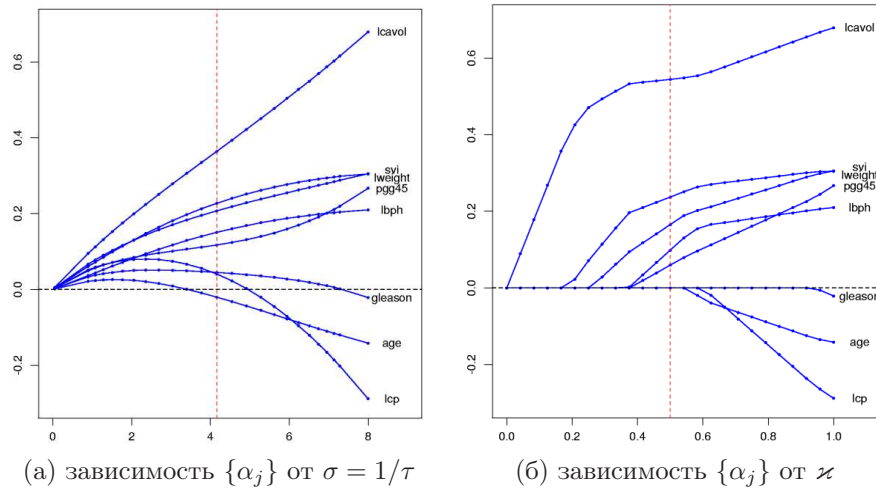 lcavol
svi
lweight
pgg45
lbph
gleason
age
lcp
0.6
0.4
0.2
0.0
-0.2
0 2 4 6 8
(а) зависимость {α_j} от σ = 1/τ
lcavol
svi
lweight
pgg45
lbph
gleason
age
lcp
0.6
0.4
0.2
0.0
-0.2
0.0 0.2 0.4 0.6 0.8 1.0
(б) зависимость {α_j} от ϰ